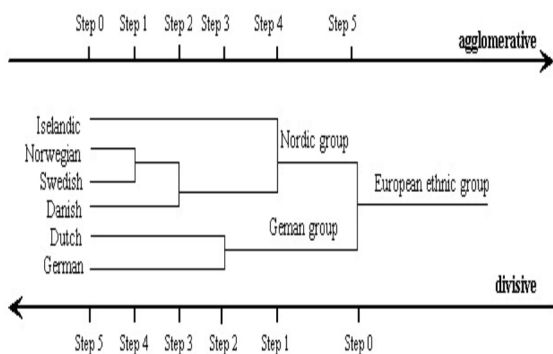 Step 0 Step 1 Step 2 Step 3 Step 4 Step 5
agglomerative
Iselandic
Nordic group
Norwegian
Swedish
European ethnic group
Danish
Geman group
Dutch
German
divisive
Step 5 Step 4 Step 3 Step 2 Step 1 Step 0